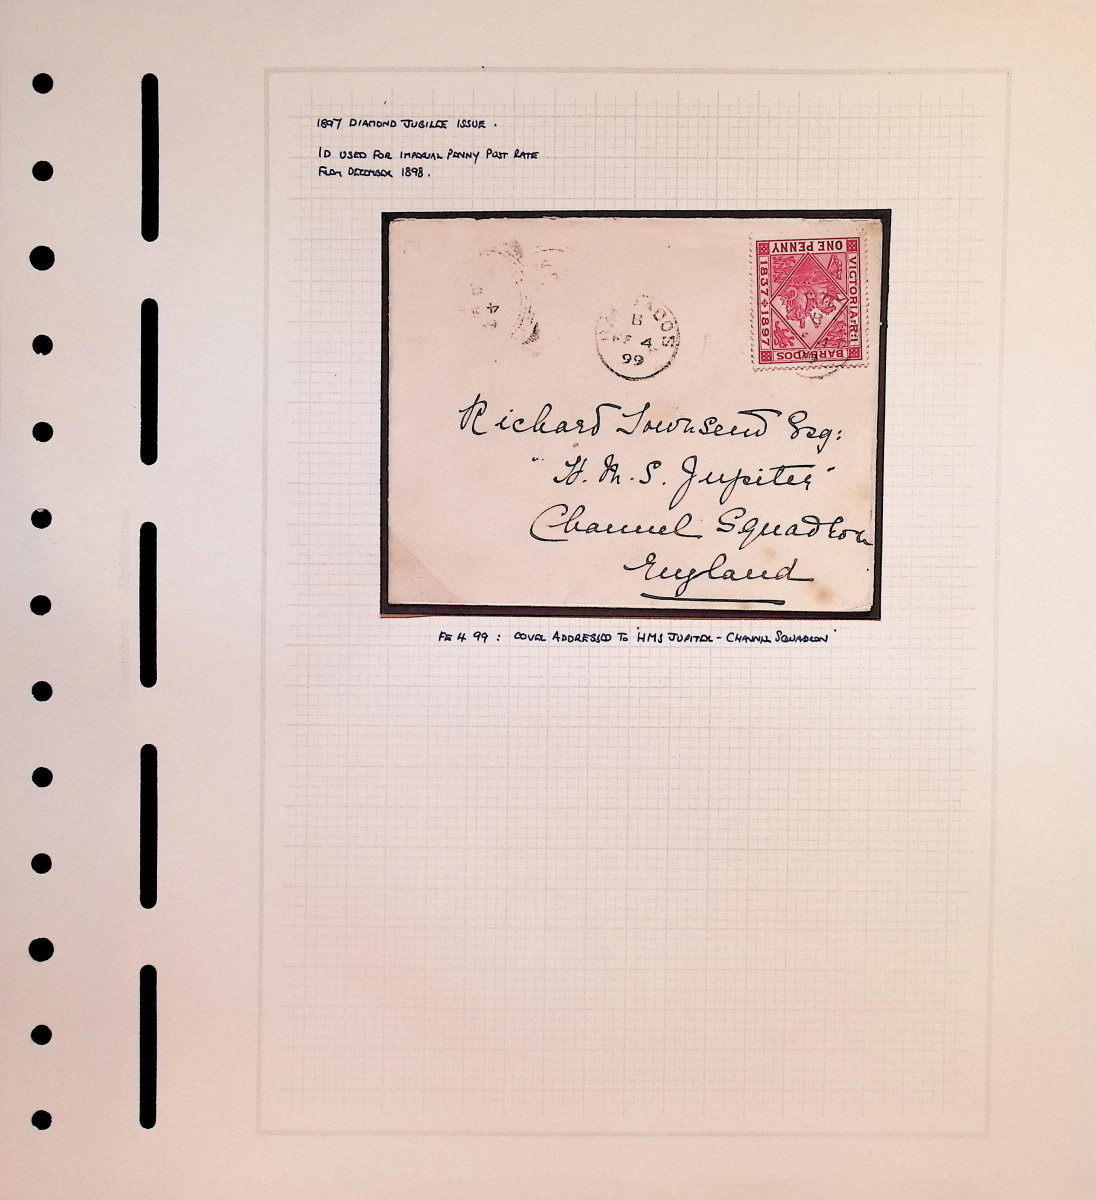 1897 DIAMOND JUBILEE ISSUE.
1D USED FOR IMPERIAL PENNY POST RATE
FROM DECEMBER 1898.
BARBADOS
B
FE 4
99
ONE PENNY
VICTORIA R:I
1837 1897
BARBADOS
Richard Townsend Esq:
"H.M.S. Jupiter"
Channel Squadron
England
FE 4 99 : COVER ADDRESSED TO 'HMS JUPITER - CHANNEL SQUADRON'